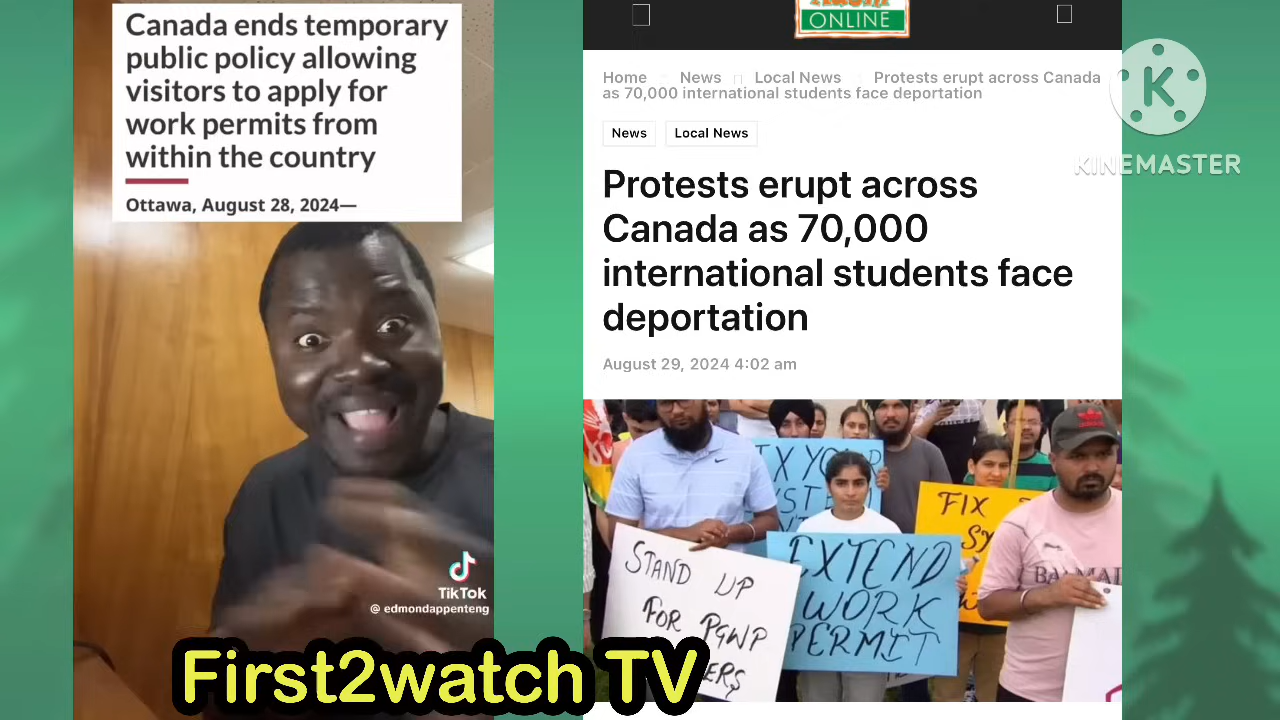 Canada ends temporary
public policy allowing
visitors to apply for
work permits from
within the country
Ottawa, August 28, 2024—
TikTok
@ edmondappenteng
First2watch TV
ONLINE
Home News Local News Protests erupt across Canada
as 70,000 international students face deportation
News Local News
Protests erupt across
Canada as 70,000
international students face
deportation
August 29, 2024 4:02 am
STAND UP
FOR PGWP
EXTEND
WORK
PERMIT
FIX
K
KINEMASTER